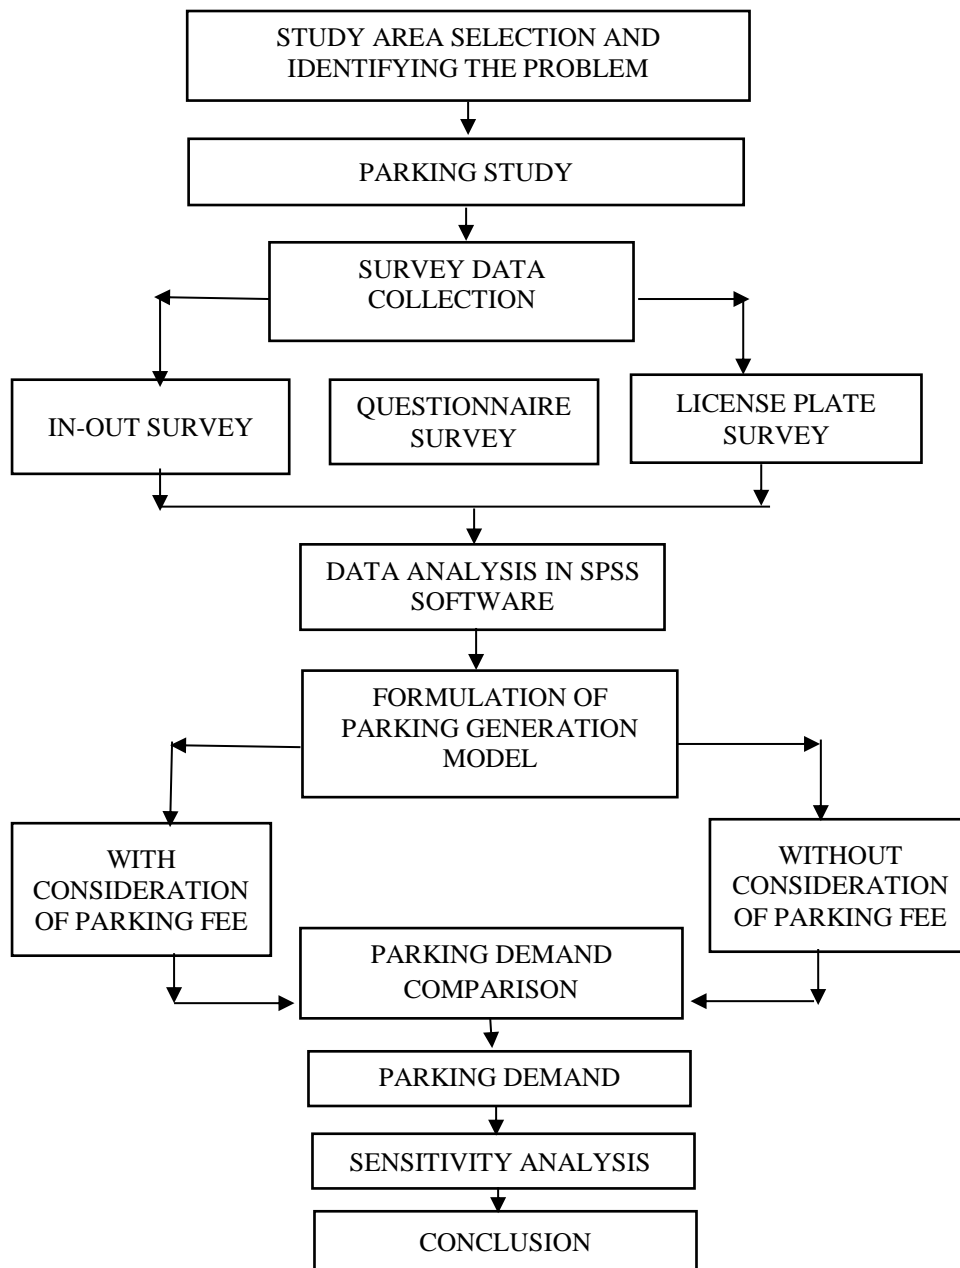 STUDY AREA SELECTION AND
IDENTIFYING THE PROBLEM
PARKING STUDY
SURVEY DATA
COLLECTION
IN-OUT SURVEY
QUESTIONNAIRE
SURVEY
LICENSE PLATE
SURVEY
DATA ANALYSIS IN SPSS
SOFTWARE
FORMULATION OF
PARKING GENERATION
MODEL
WITH
CONSIDERATION
OF PARKING FEE
WITHOUT
CONSIDERATION
OF PARKING FEE
PARKING DEMAND
COMPARISON
PARKING DEMAND
SENSITIVITY ANALYSIS
CONCLUSION